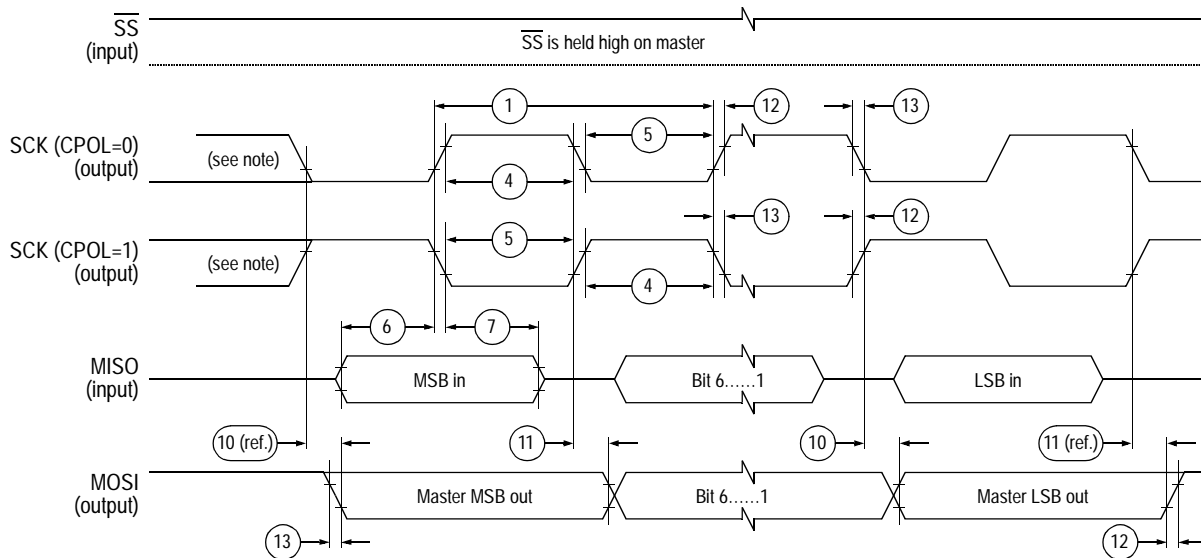 SS
(input)
SS is held high on master
1
12
13
SCK (CPOL=0)
(output)
(see note)
5
4
13
12
SCK (CPOL=1)
(output)
(see note)
5
4
6
7
MISO
(input)
MSB in
Bit 6......1
LSB in
10 (ref.)
11
10
11 (ref.)
MOSI
(output)
Master MSB out
Bit 6......1
Master LSB out
13
12